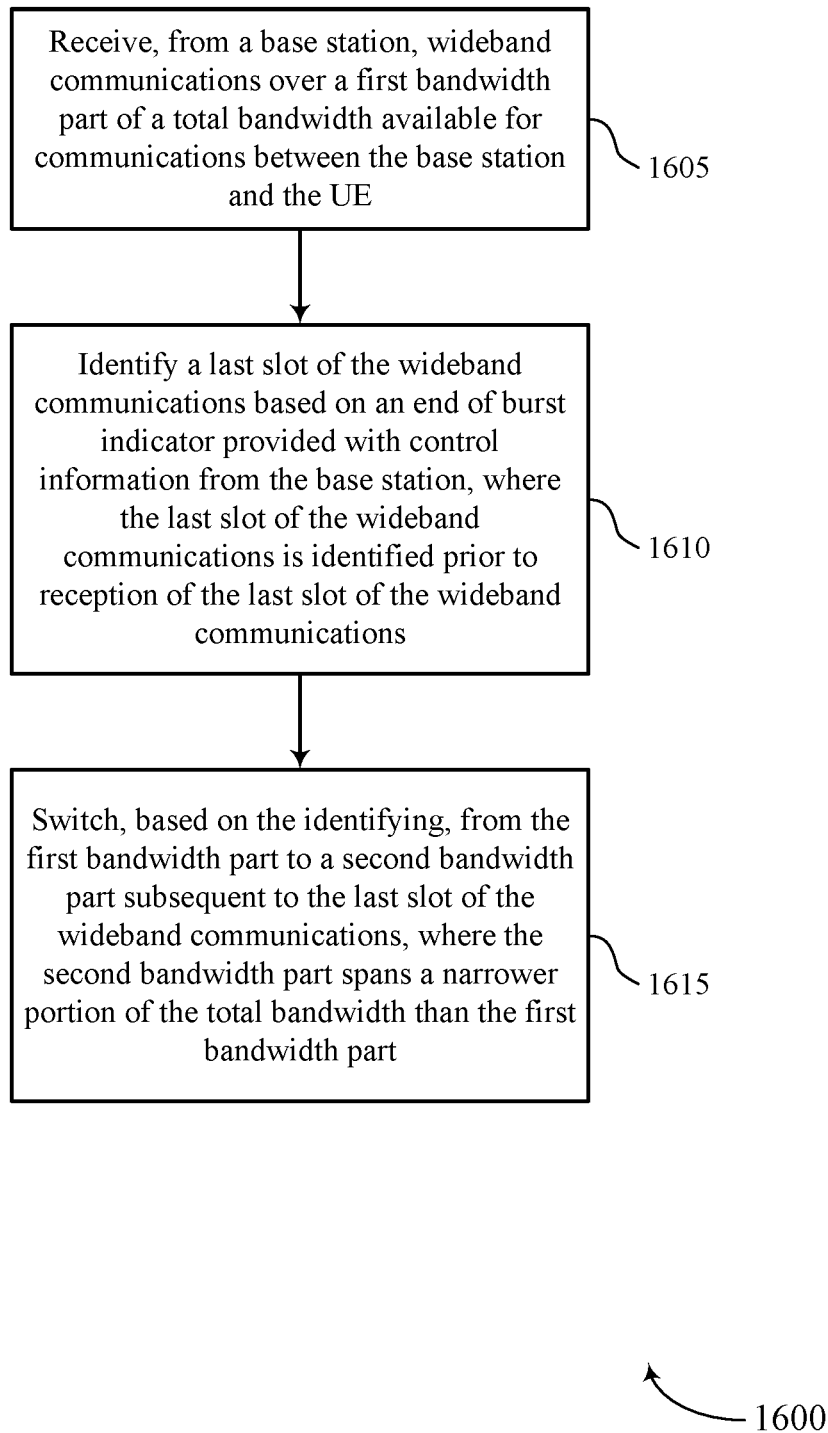 Receive, from a base station, wideband
communications over a first bandwidth
part of a total bandwidth available for
communications between the base station
and the UE
1605
Identify a last slot of the wideband
communications based on an end of burst
indicator provided with control
information from the base station, where
the last slot of the wideband
communications is identified prior to
reception of the last slot of the wideband
communications
1610
Switch, based on the identifying, from the
first bandwidth part to a second bandwidth
part subsequent to the last slot of the
wideband communications, where the
second bandwidth part spans a narrower
portion of the total bandwidth than the first
bandwidth part
1615
1600